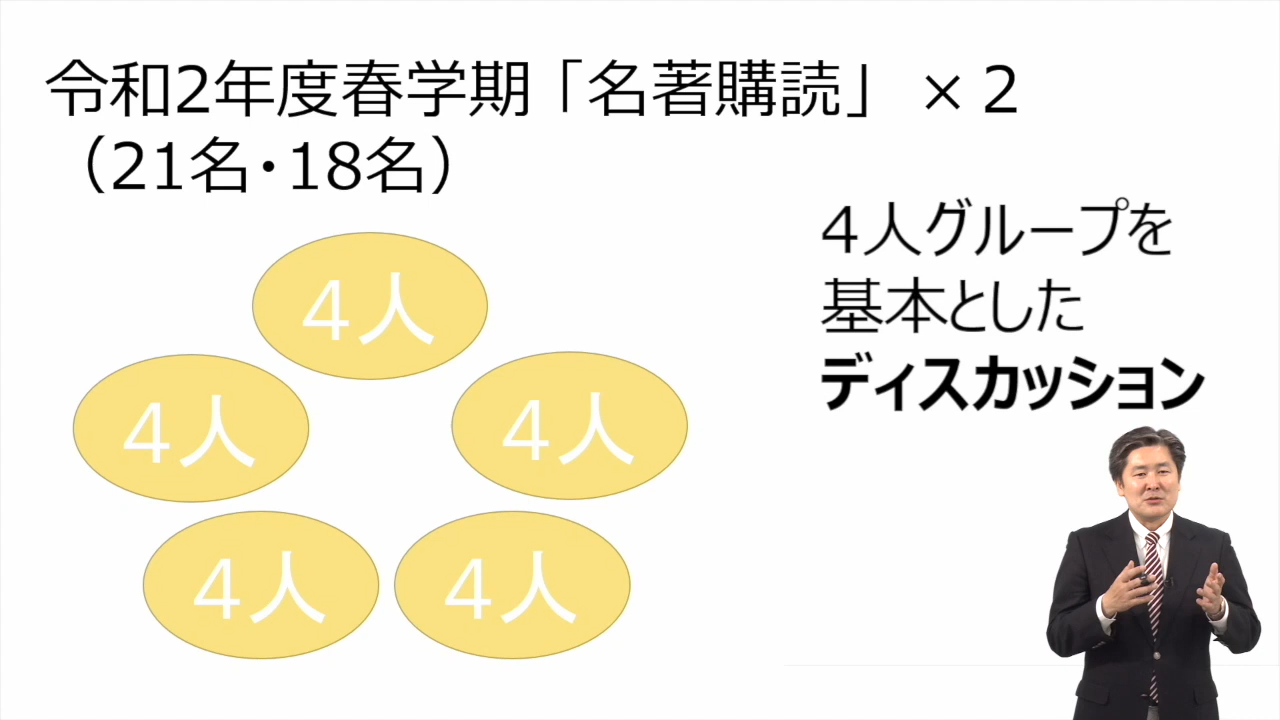 令和2年度春学期「名著購読」 ×２
（21名・18名）
４人グループを
基本とした
ディスカッション
４人
４人
４人
４人
４人